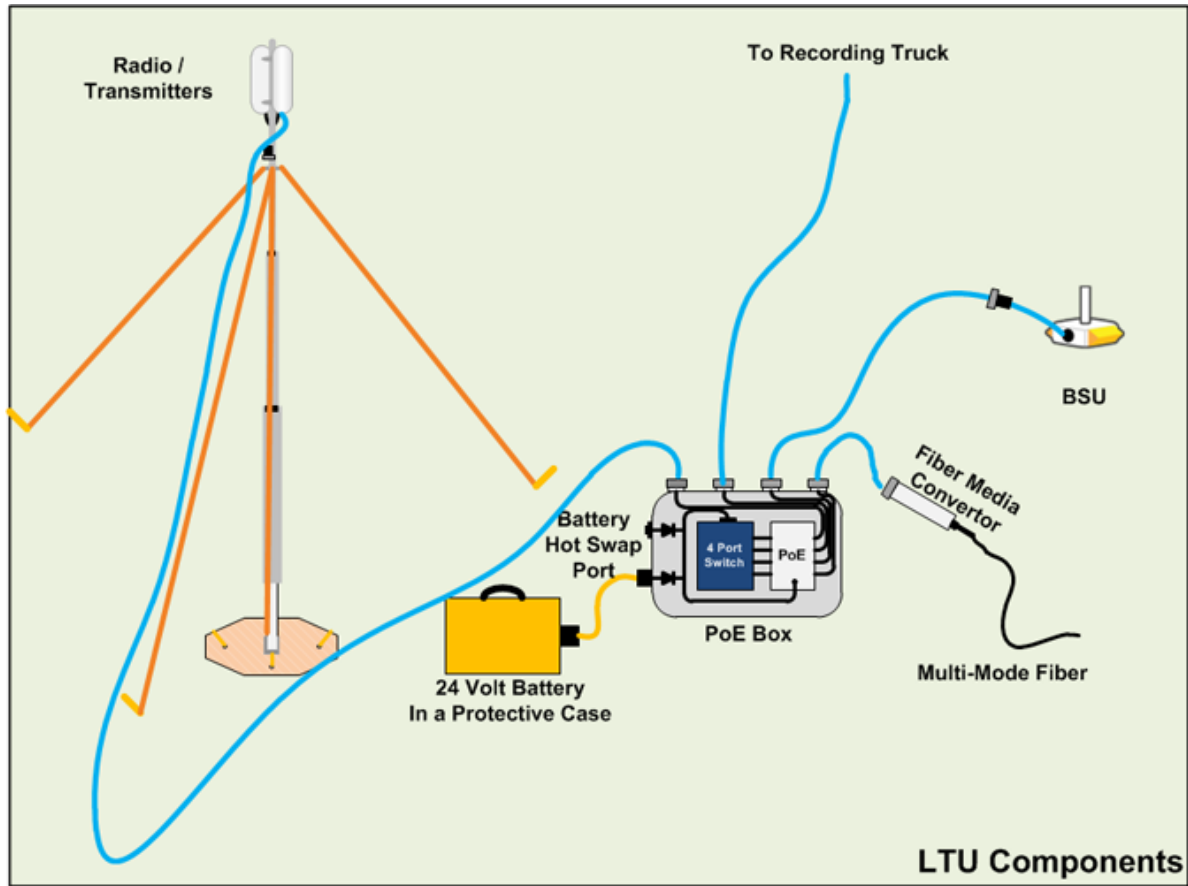 Radio /
Transmitters
To Recording Truck
BSU
Fiber Media
Convertor
Battery
Hot Swap
Port
4 Port
Switch
PoE
PoE Box
24 Volt Battery
In a Protective Case
Multi-Mode Fiber
LTU Components